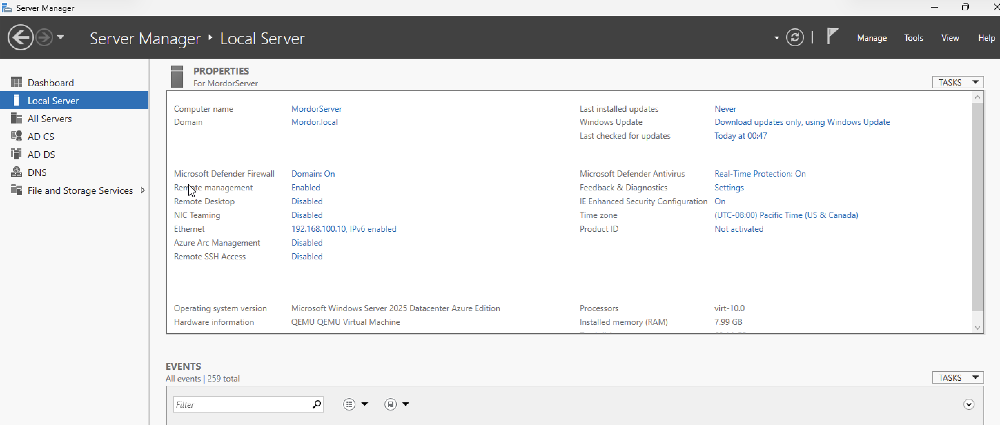 Server Manager
Server Manager ‣ Local Server
Manage Tools View Help
Dashboard
Local Server
All Servers
AD CS
AD DS
DNS
File and Storage Services
PROPERTIES
For MordorServer
TASKS
Computer name MordorServer
Domain Mordor.local
Last installed updates Never
Windows Update Download updates only, using Windows Update
Last checked for updates Today at 00:47
Microsoft Defender Firewall Domain: On
Remote management Enabled
Remote Desktop Disabled
NIC Teaming Disabled
Ethernet 192.168.100.10, IPv6 enabled
Azure Arc Management Disabled
Remote SSH Access Disabled
Microsoft Defender Antivirus Real-Time Protection: On
Feedback & Diagnostics Settings
IE Enhanced Security Configuration On
Time zone (UTC-08:00) Pacific Time (US & Canada)
Product ID Not activated
Operating system version Microsoft Windows Server 2025 Datacenter Azure Edition
Hardware information QEMU QEMU Virtual Machine
Processors virt-10.0
Installed memory (RAM) 7.99 GB
EVENTS
All events | 259 total
TASKS
Filter